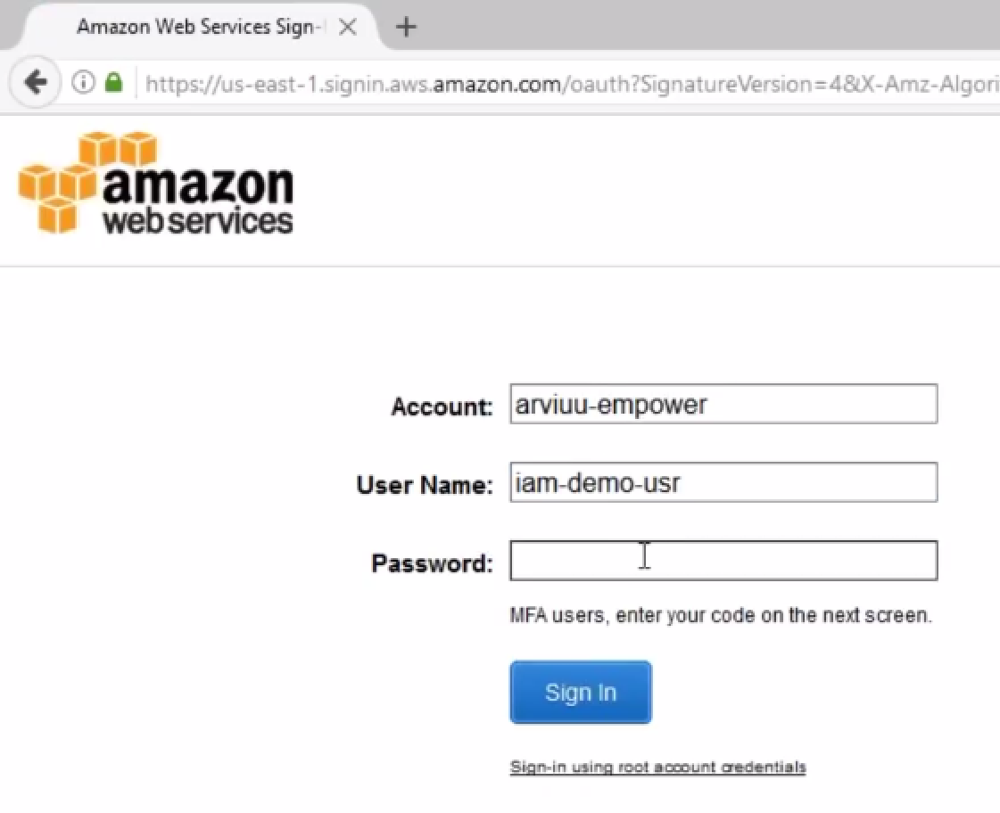 Amazon Web Services Sign-
https://us-east-1.signin.aws.amazon.com/oauth?SignatureVersion=4&X-Amz-Algori
amazon
web services
Account: arviuu-empower
User Name: iam-demo-usr
Password:
MFA users, enter your code on the next screen.
Sign In
Sign-in using root account credentials